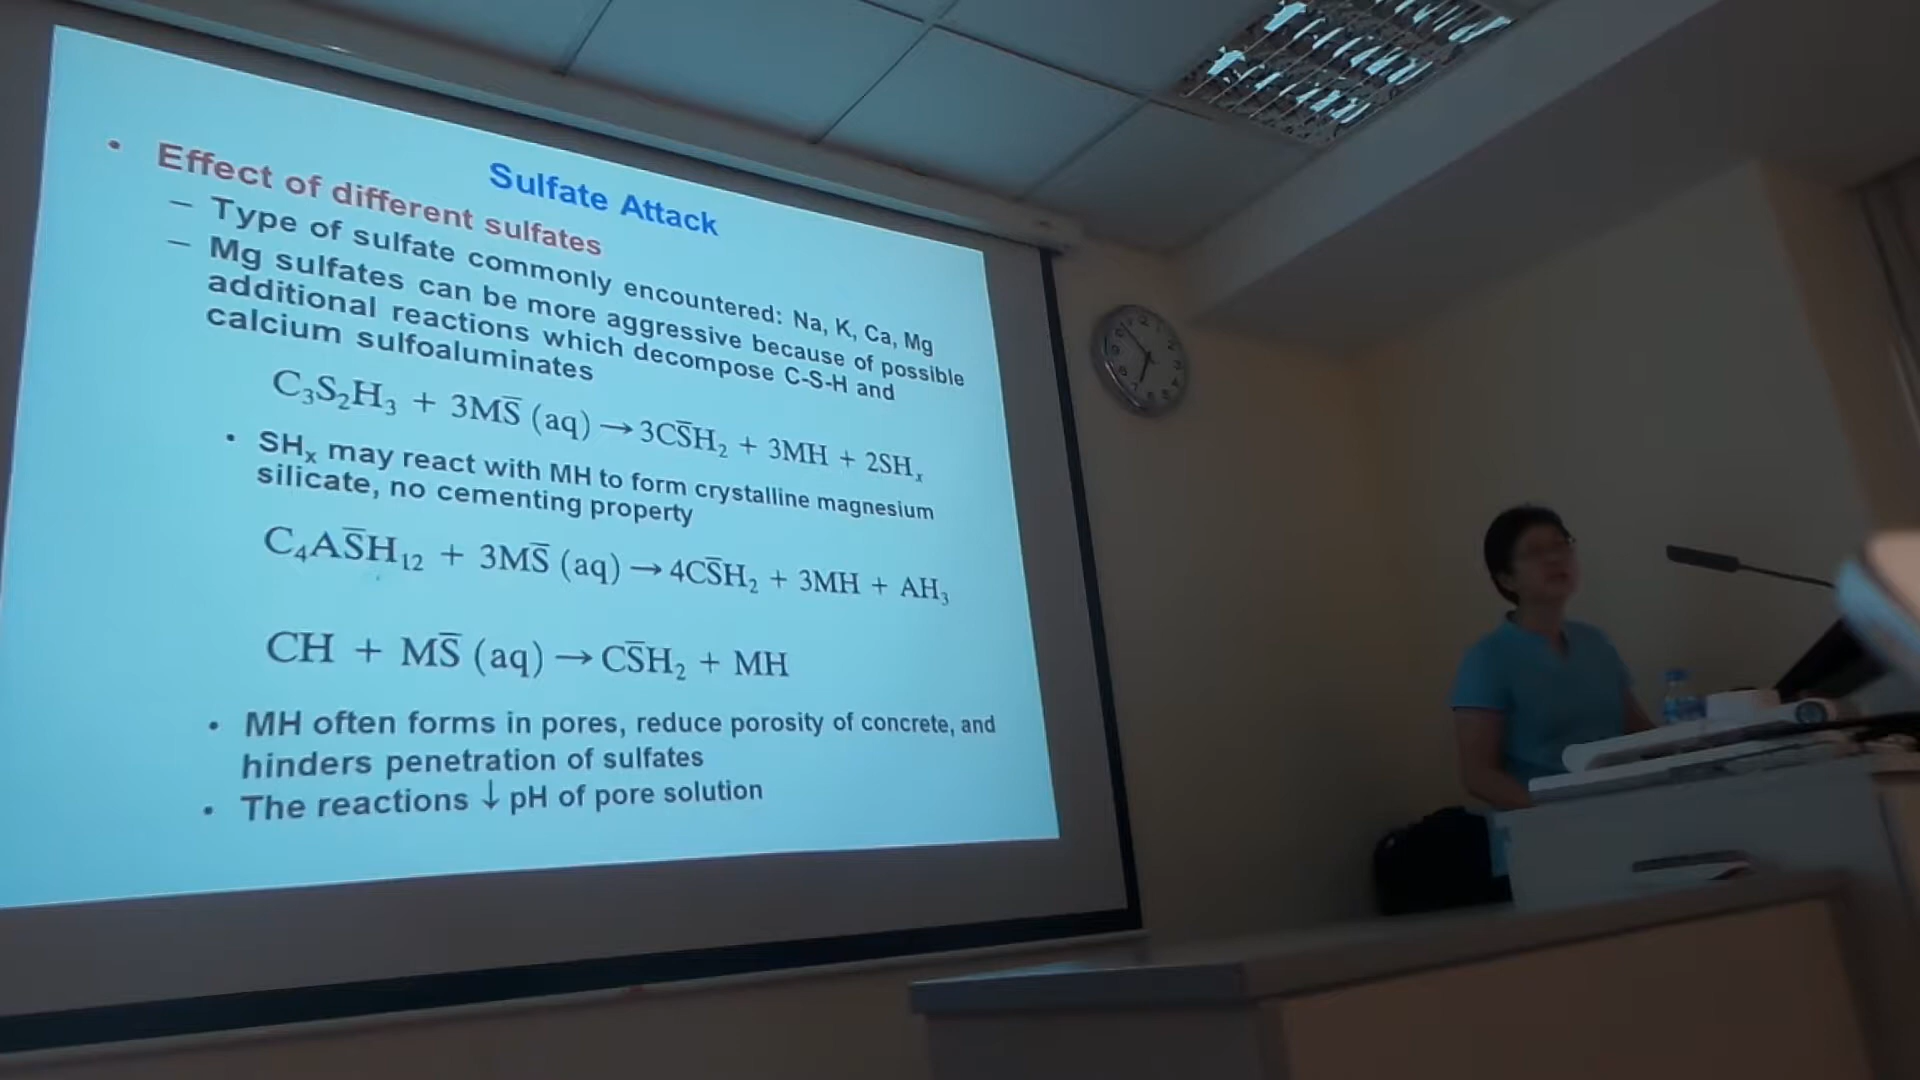 Sulfate Attack
• Effect of different sulfates
– Type of sulfate commonly encountered: Na, K, Ca, Mg
– Mg sulfates can be more aggressive because of possible
additional reactions which decompose C-S-H and
calcium sulfoaluminates
C₃S₂H₃ + 3MS̅ (aq) → 3CS̅H₂ + 3MH + 2SHₓ
• SHₓ may react with MH to form crystalline magnesium
silicate, no cementing property
C₄AS̅H₁₂ + 3MS̅ (aq) → 4CS̅H₂ + 3MH + AH₃
CH + MS̅ (aq) → CS̅H₂ + MH
• MH often forms in pores, reduce porosity of concrete, and
hinders penetration of sulfates
• The reactions ↓ pH of pore solution